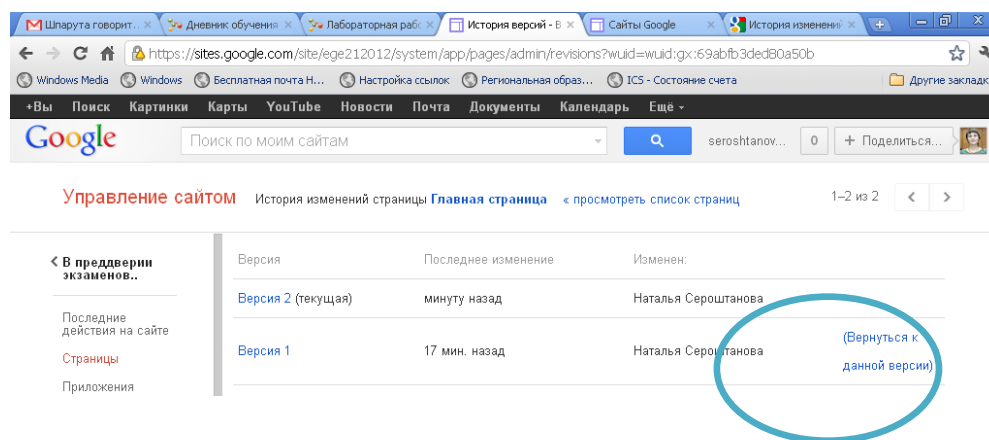 Шпарута говорит...
Дневник обучения
Лабораторная рабо
История версий - В
Сайты Google
История изменений
https://sites.google.com/site/ege212012/system/app/pages/admin/revisions?wuid=wuid:gx:69abfb3ded80a50b
Windows Media Windows Бесплатная почта H... Настройка ссылок Региональная образ... ICS - Состояние счета Другие закладк
+Вы Поиск Картинки Карты YouTube Новости Почта Документы Календарь Ещё
Google Поиск по моим сайтам seroshtanov... 0 + Поделиться...
Управление сайтом История изменений страницы Главная страница « просмотреть список страниц 1–2 из 2
В преддверии
экзаменов..
Последние
действия на сайте
Страницы
Приложения
Версия Последнее изменение Изменен:
Версия 2 (текущая) минуту назад Наталья Сероштанова
Версия 1 17 мин. назад Наталья Сероштанова (Вернуться к
данной версии)